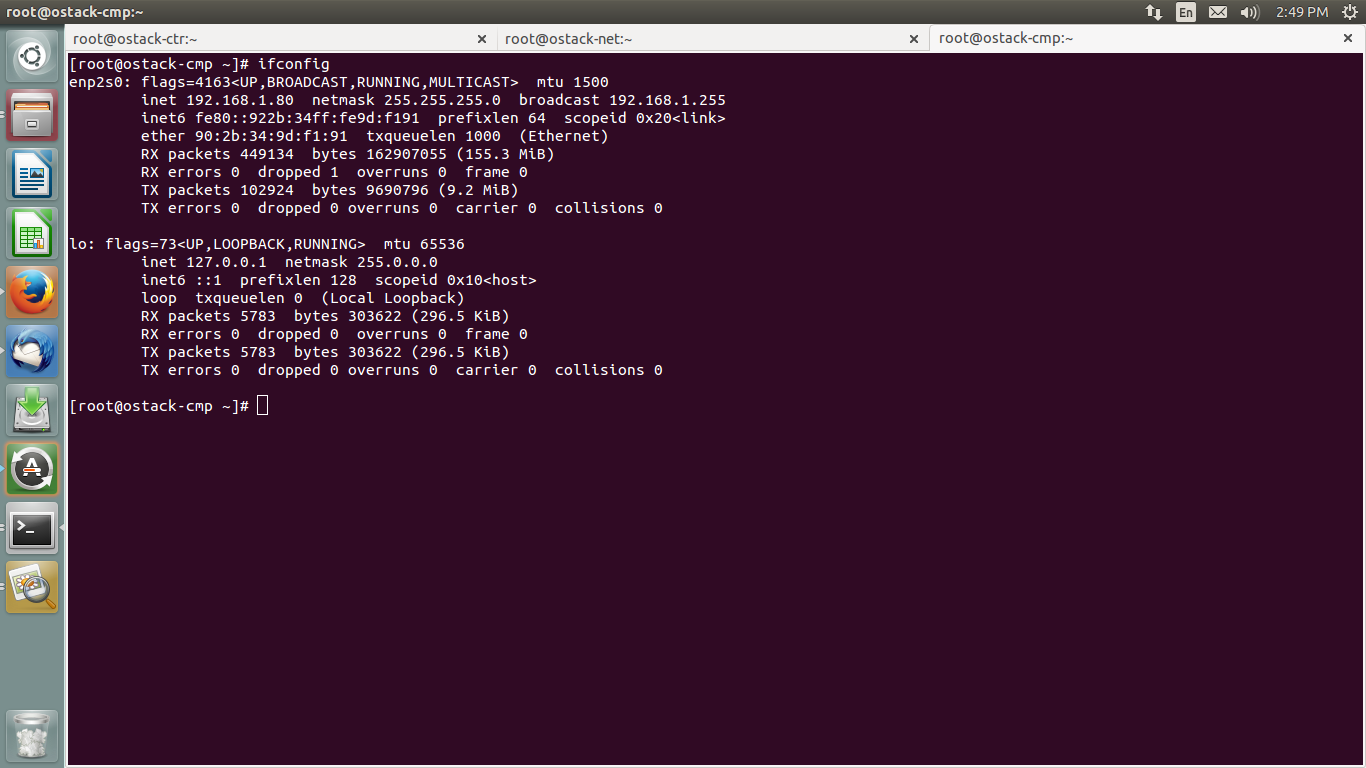 root@ostack-cmp:~
En
2:49 PM
root@ostack-ctr:~
root@ostack-net:~
root@ostack-cmp:~
[root@ostack-cmp ~]# ifconfig
enp2s0: flags=4163<UP,BROADCAST,RUNNING,MULTICAST>  mtu 1500
        inet 192.168.1.80  netmask 255.255.255.0  broadcast 192.168.1.255
        inet6 fe80::922b:34ff:fe9d:f191  prefixlen 64  scopeid 0x20<link>
        ether 90:2b:34:9d:f1:91  txqueuelen 1000  (Ethernet)
        RX packets 449134  bytes 162907055 (155.3 MiB)
        RX errors 0  dropped 1  overruns 0  frame 0
        TX packets 102924  bytes 9690796 (9.2 MiB)
        TX errors 0  dropped 0 overruns 0  carrier 0  collisions 0
lo: flags=73<UP,LOOPBACK,RUNNING>  mtu 65536
        inet 127.0.0.1  netmask 255.0.0.0
        inet6 ::1  prefixlen 128  scopeid 0x10<host>
        loop  txqueuelen 0  (Local Loopback)
        RX packets 5783  bytes 303622 (296.5 KiB)
        RX errors 0  dropped 0  overruns 0  frame 0
        TX packets 5783  bytes 303622 (296.5 KiB)
        TX errors 0  dropped 0 overruns 0  carrier 0  collisions 0
[root@ostack-cmp ~]#